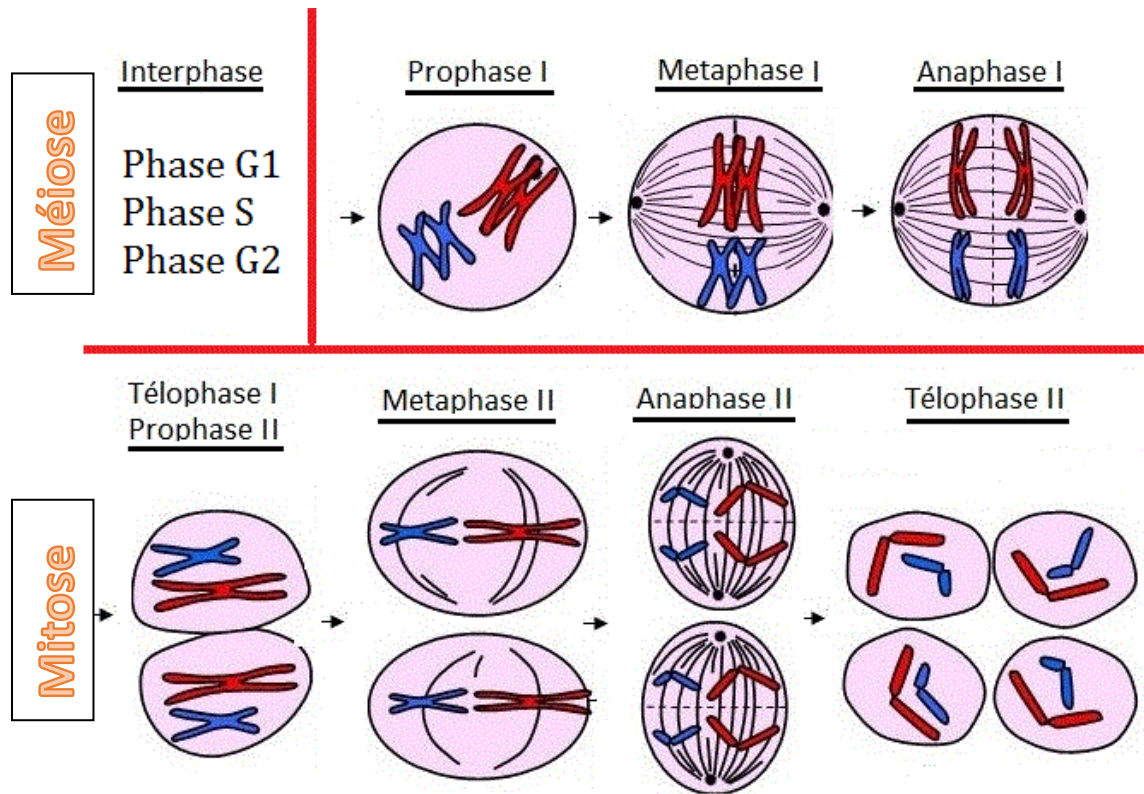 Méiose
Interphase
Phase G1
Phase S
Phase G2
Prophase I
Metaphase I
Anaphase I
Mitose
Télophase I
Prophase II
Metaphase II
Anaphase II
Télophase II